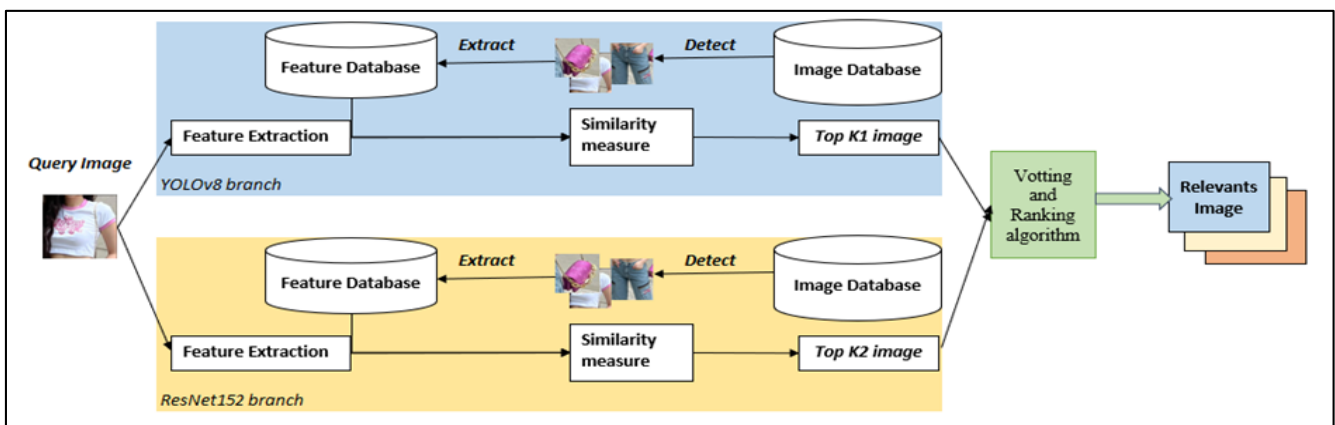 Query Image
Feature Database
Extract
Detect
Image Database
Feature Extraction
Similarity
measure
Top K1 image
YOLOv8 branch
Feature Database
Extract
Detect
Image Database
Feature Extraction
Similarity
measure
Top K2 image
ResNet152 branch
Votting
and
Ranking
algorithm
Relevants
Image